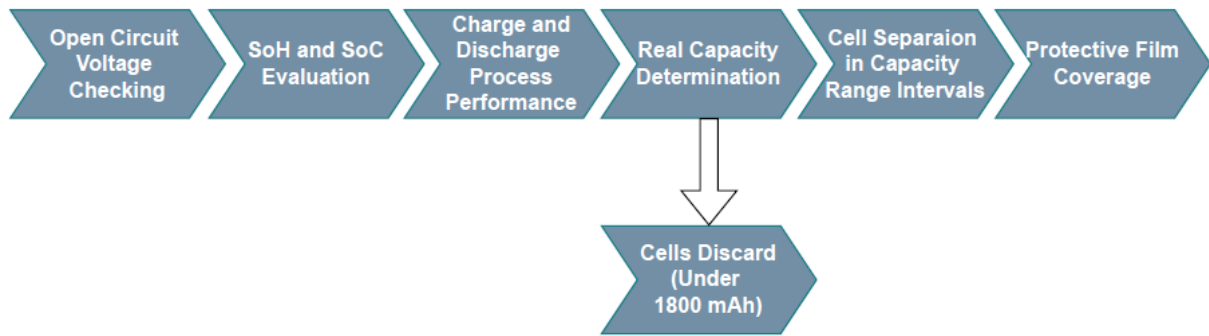 Open Circuit
Voltage
Checking
SoH and SoC
Evaluation
Charge and
Discharge
Process
Performance
Real Capacity
Determination
Cell Separaion
in Capacity
Range Intervals
Protective Film
Coverage
Cells Discard
(Under
1800 mAh)